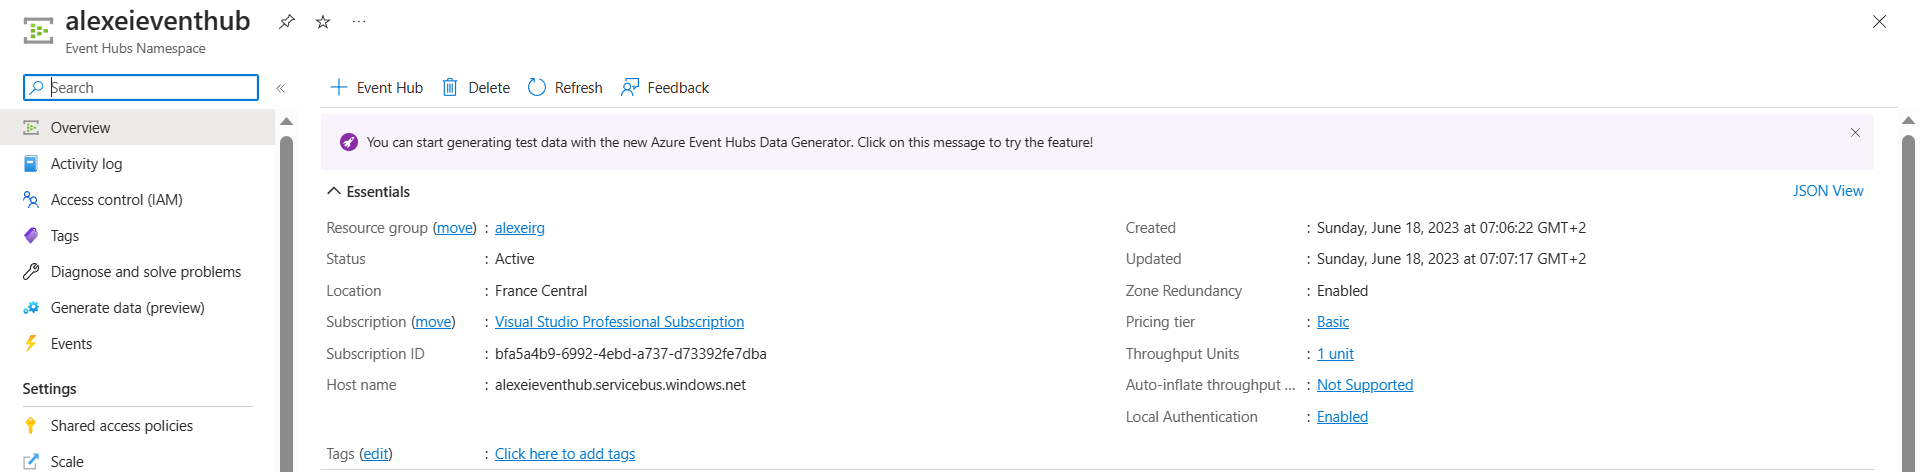 alexeieventhub
Event Hubs Namespace
Search
Overview
Activity log
Access control (IAM)
Tags
Diagnose and solve problems
Generate data (preview)
Events
Settings
Shared access policies
Scale
Event Hub Delete Refresh Feedback
You can start generating test data with the new Azure Event Hubs Data Generator. Click on this message to try the feature!
Essentials
JSON View
Resource group (move) : alexeirg
Status : Active
Location : France Central
Subscription (move) : Visual Studio Professional Subscription
Subscription ID : bfa5a4b9-6992-4ebd-a737-d73392fe7dba
Host name : alexeieventhub.servicebus.windows.net
Created : Sunday, June 18, 2023 at 07:06:22 GMT+2
Updated : Sunday, June 18, 2023 at 07:07:17 GMT+2
Zone Redundancy : Enabled
Pricing tier : Basic
Throughput Units : 1 unit
Auto-inflate throughput ... : Not Supported
Local Authentication : Enabled
Tags (edit) : Click here to add tags